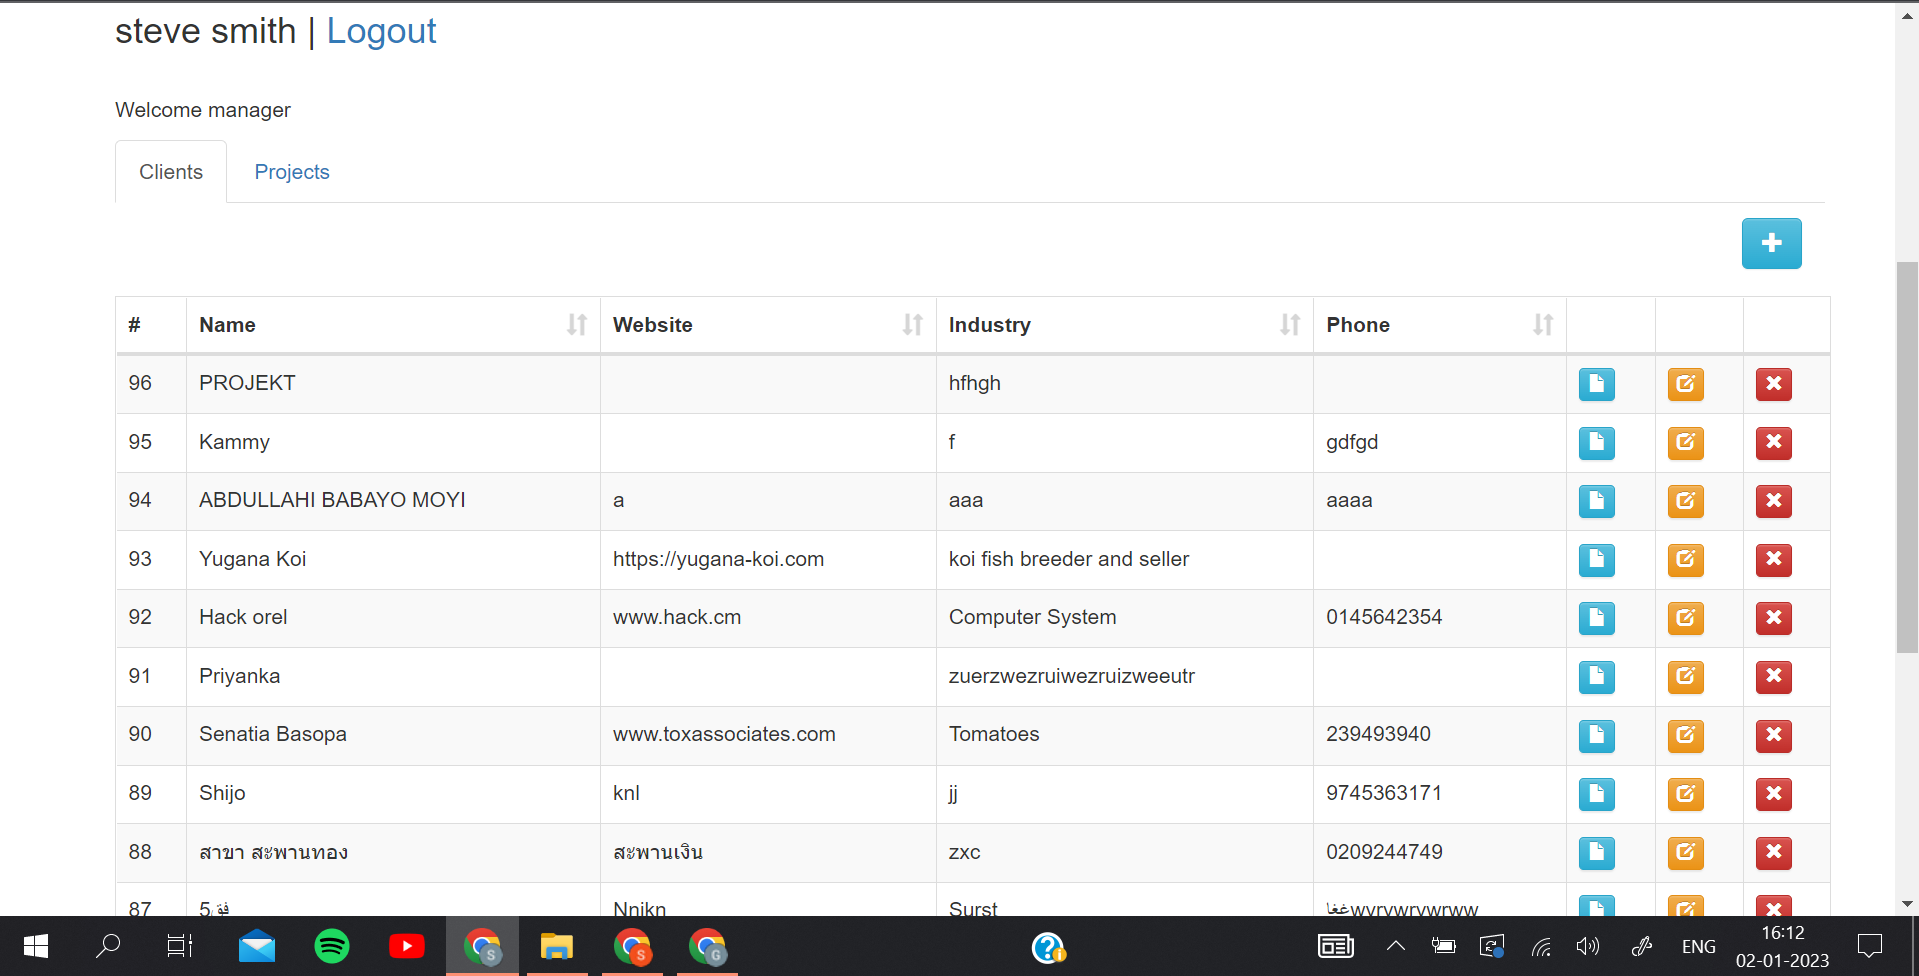 steve smith | Logout
Welcome manager
Clients Projects
# Name Website Industry Phone
96 PROJEKT hfhgh
95 Kammy f gdfgd
94 ABDULLAHI BABAYO MOYI a aaa aaaa
93 Yugana Koi https://yugana-koi.com koi fish breeder and seller
92 Hack orel www.hack.cm Computer System 0145642354
91 Priyanka zuerzwezruiwezruizweeutr
90 Senatia Basopa www.toxassociates.com Tomatoes 239493940
89 Shijo knl jj 9745363171
88 สาขา สะพานทอง สะพานเงิน zxc 0209244749
87 Nnikn Surst
ENG
16:12
02-01-2023